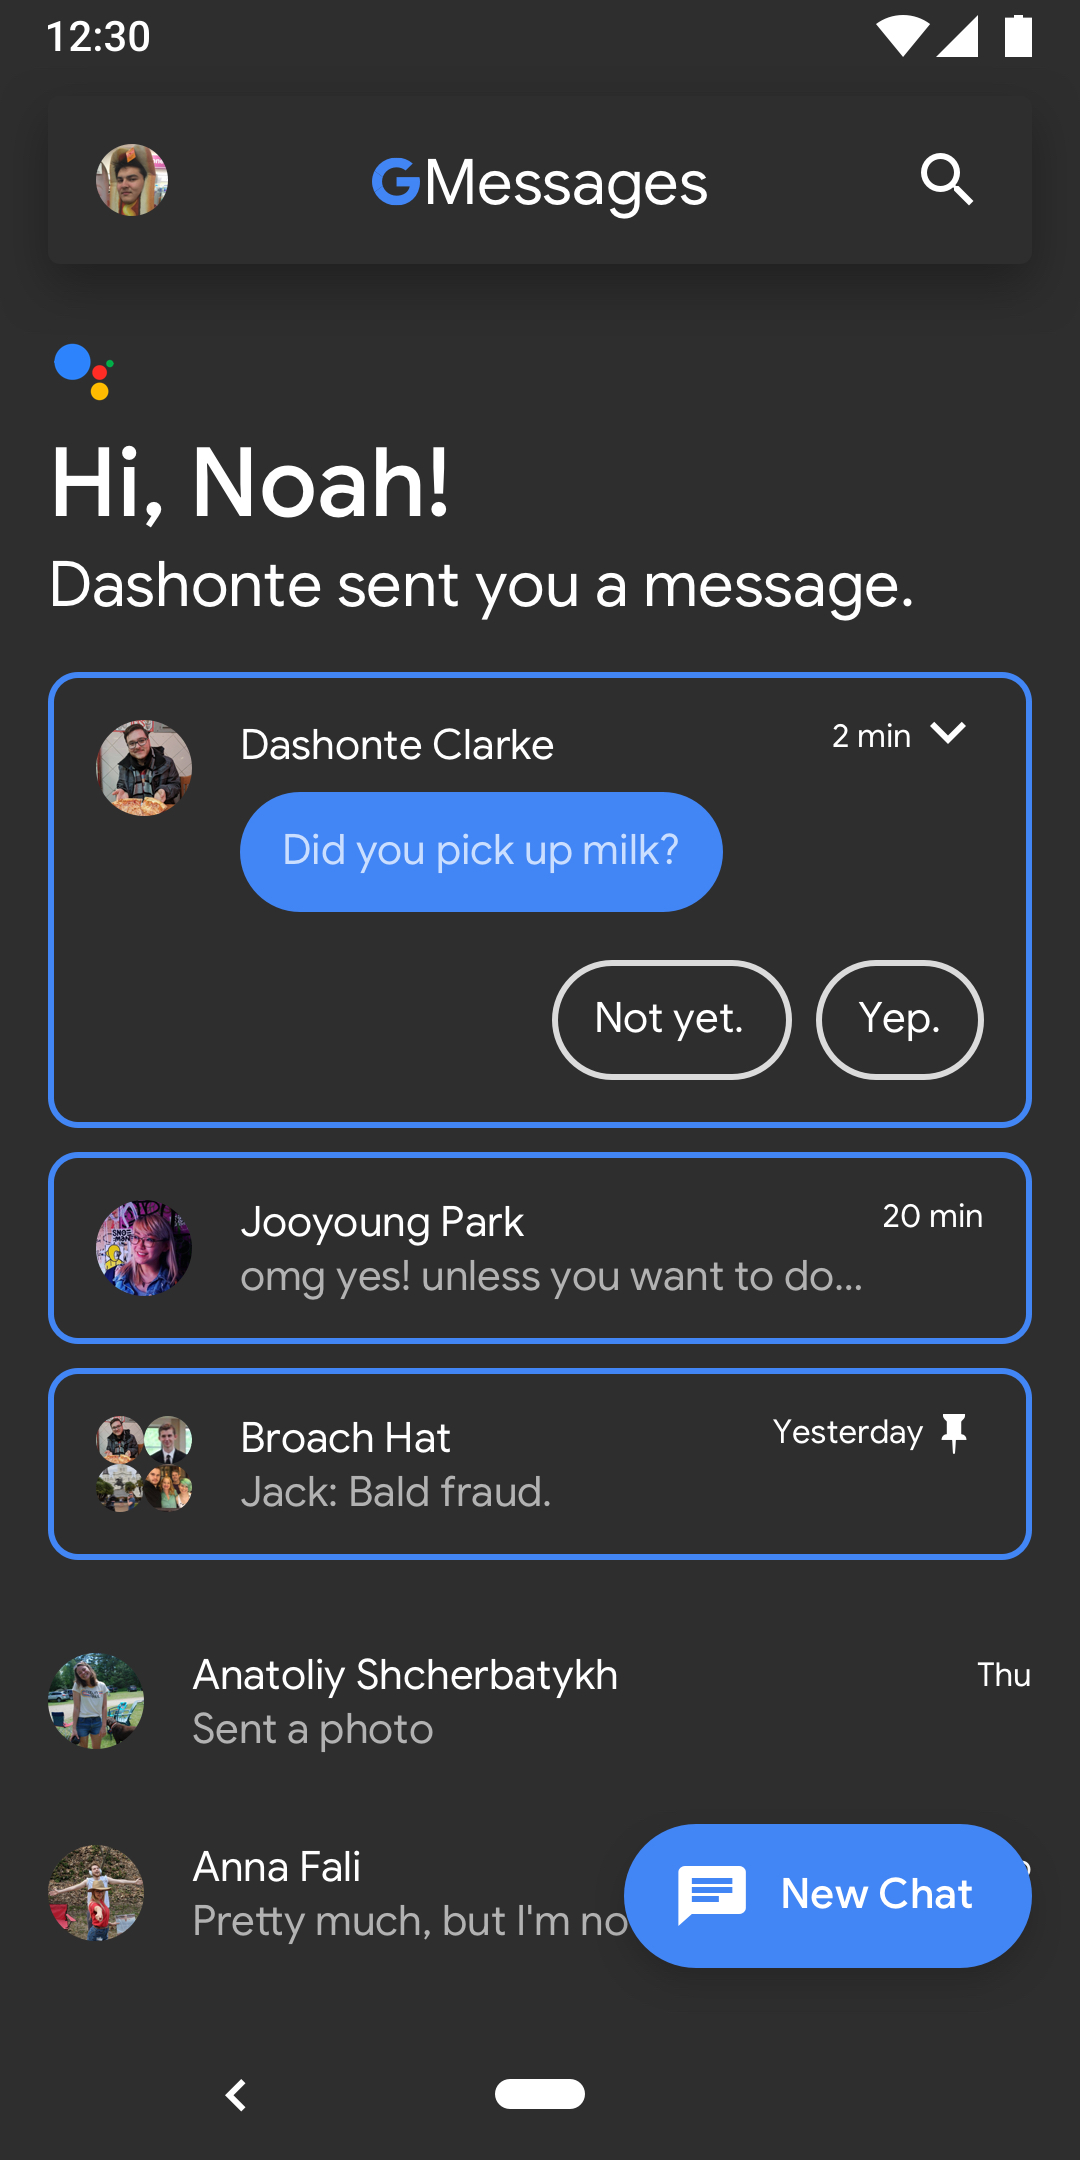 12:30
GMessages
Hi, Noah!
Dashonte sent you a message.
Dashonte Clarke
2 min
Did you pick up milk?
Not yet.
Yep.
Jooyoung Park
20 min
omg yes! unless you want to do...
Broach Hat
Yesterday
Jack: Bald fraud.
Anatoliy Shcherbatykh
Thu
Sent a photo
Anna Fali
Pretty much, but I'm no
New Chat